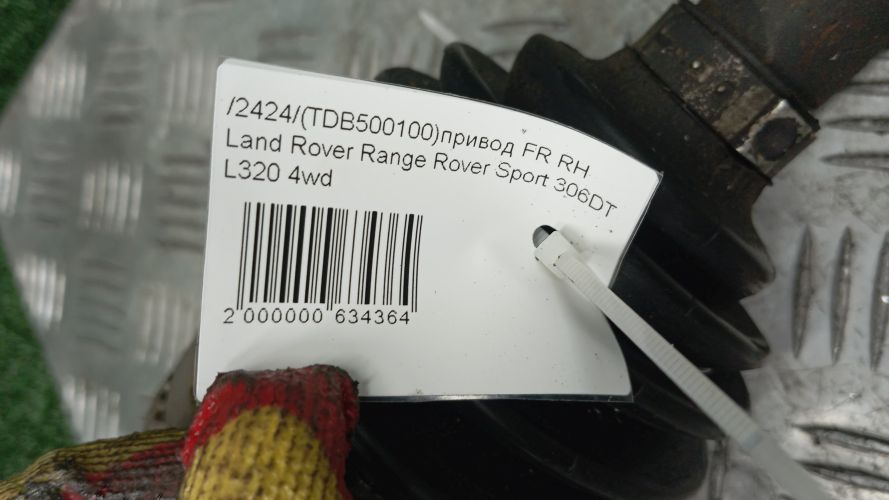 /2424/(TDB500100)привод FR RH
Land Rover Range Rover Sport 306DT
L320 4wd
2 000000 634364